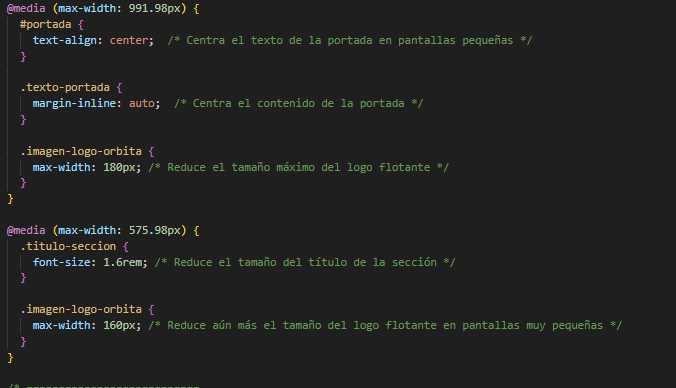 @media (max-width: 991.98px) {
#portada {
text-align: center; /* Centra el texto de la portada en pantallas pequeñas */
}
.texto-portada {
margin-inline: auto; /* Centra el contenido de la portada */
}
.imagen-logo-orbita {
max-width: 180px; /* Reduce el tamaño máximo del logo flotante */
}
}
@media (max-width: 575.98px) {
.titulo-seccion {
font-size: 1.6rem; /* Reduce el tamaño del título de la sección */
}
.imagen-logo-orbita {
max-width: 160px; /* Reduce aún más el tamaño del logo flotante en pantallas muy pequeñas */
}
}